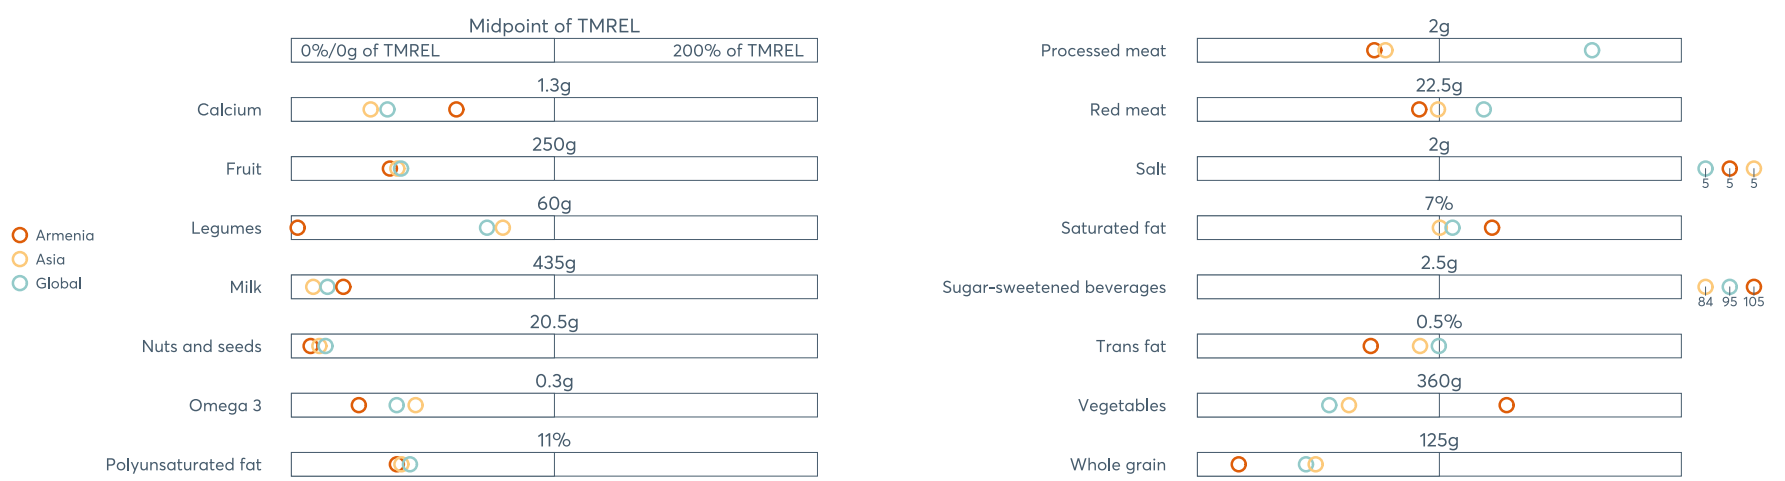 Midpoint of TMREL
0%/0g of TMREL 200% of TMREL
Calcium 1.3g
Fruit 250g
Legumes 60g
Milk 435g
Nuts and seeds 20.5g
Omega 3 0.3g
Polyunsaturated fat 11%
Armenia
Asia
Global
Processed meat 2g
Red meat 22.5g
Salt 2g
5 5 5
Saturated fat 7%
Sugar-sweetened beverages 2.5g
84 95 105
Trans fat 0.5%
Vegetables 360g
Whole grain 125g